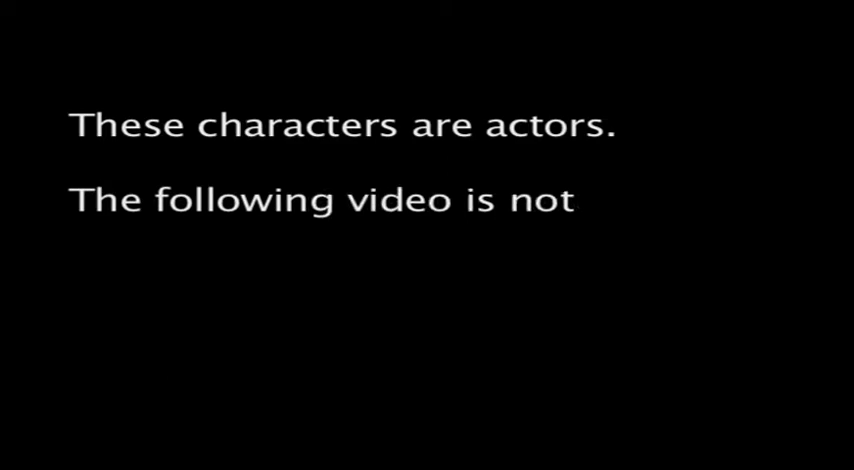 These characters are actors.
The following video is not